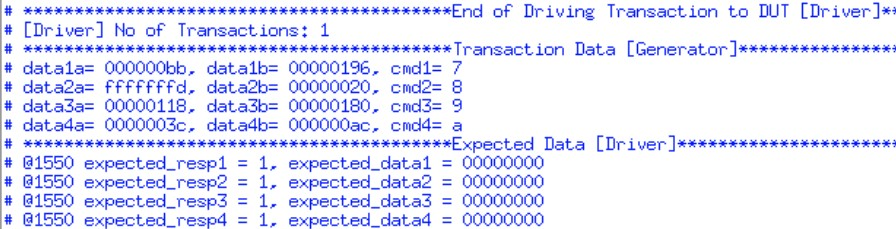 # ******************************************End of Driving Transaction to DUT [Driver]**
# [Driver] No of Transactions: 1
# ******************************************Transaction Data [Generator]****************
# data1a= 000000bb, data1b= 00000196, cmd1= 7
# data2a= fffffffd, data2b= 00000020, cmd2= 8
# data3a= 00000118, data3b= 00000180, cmd3= 9
# data4a= 0000003c, data4b= 000000ac, cmd4= a
# ******************************************Expected Data [Driver]**********************
# @1550 expected_resp1 = 1, expected_data1 = 00000000
# @1550 expected_resp2 = 1, expected_data2 = 00000000
# @1550 expected_resp3 = 1, expected_data3 = 00000000
# @1550 expected_resp4 = 1, expected_data4 = 00000000